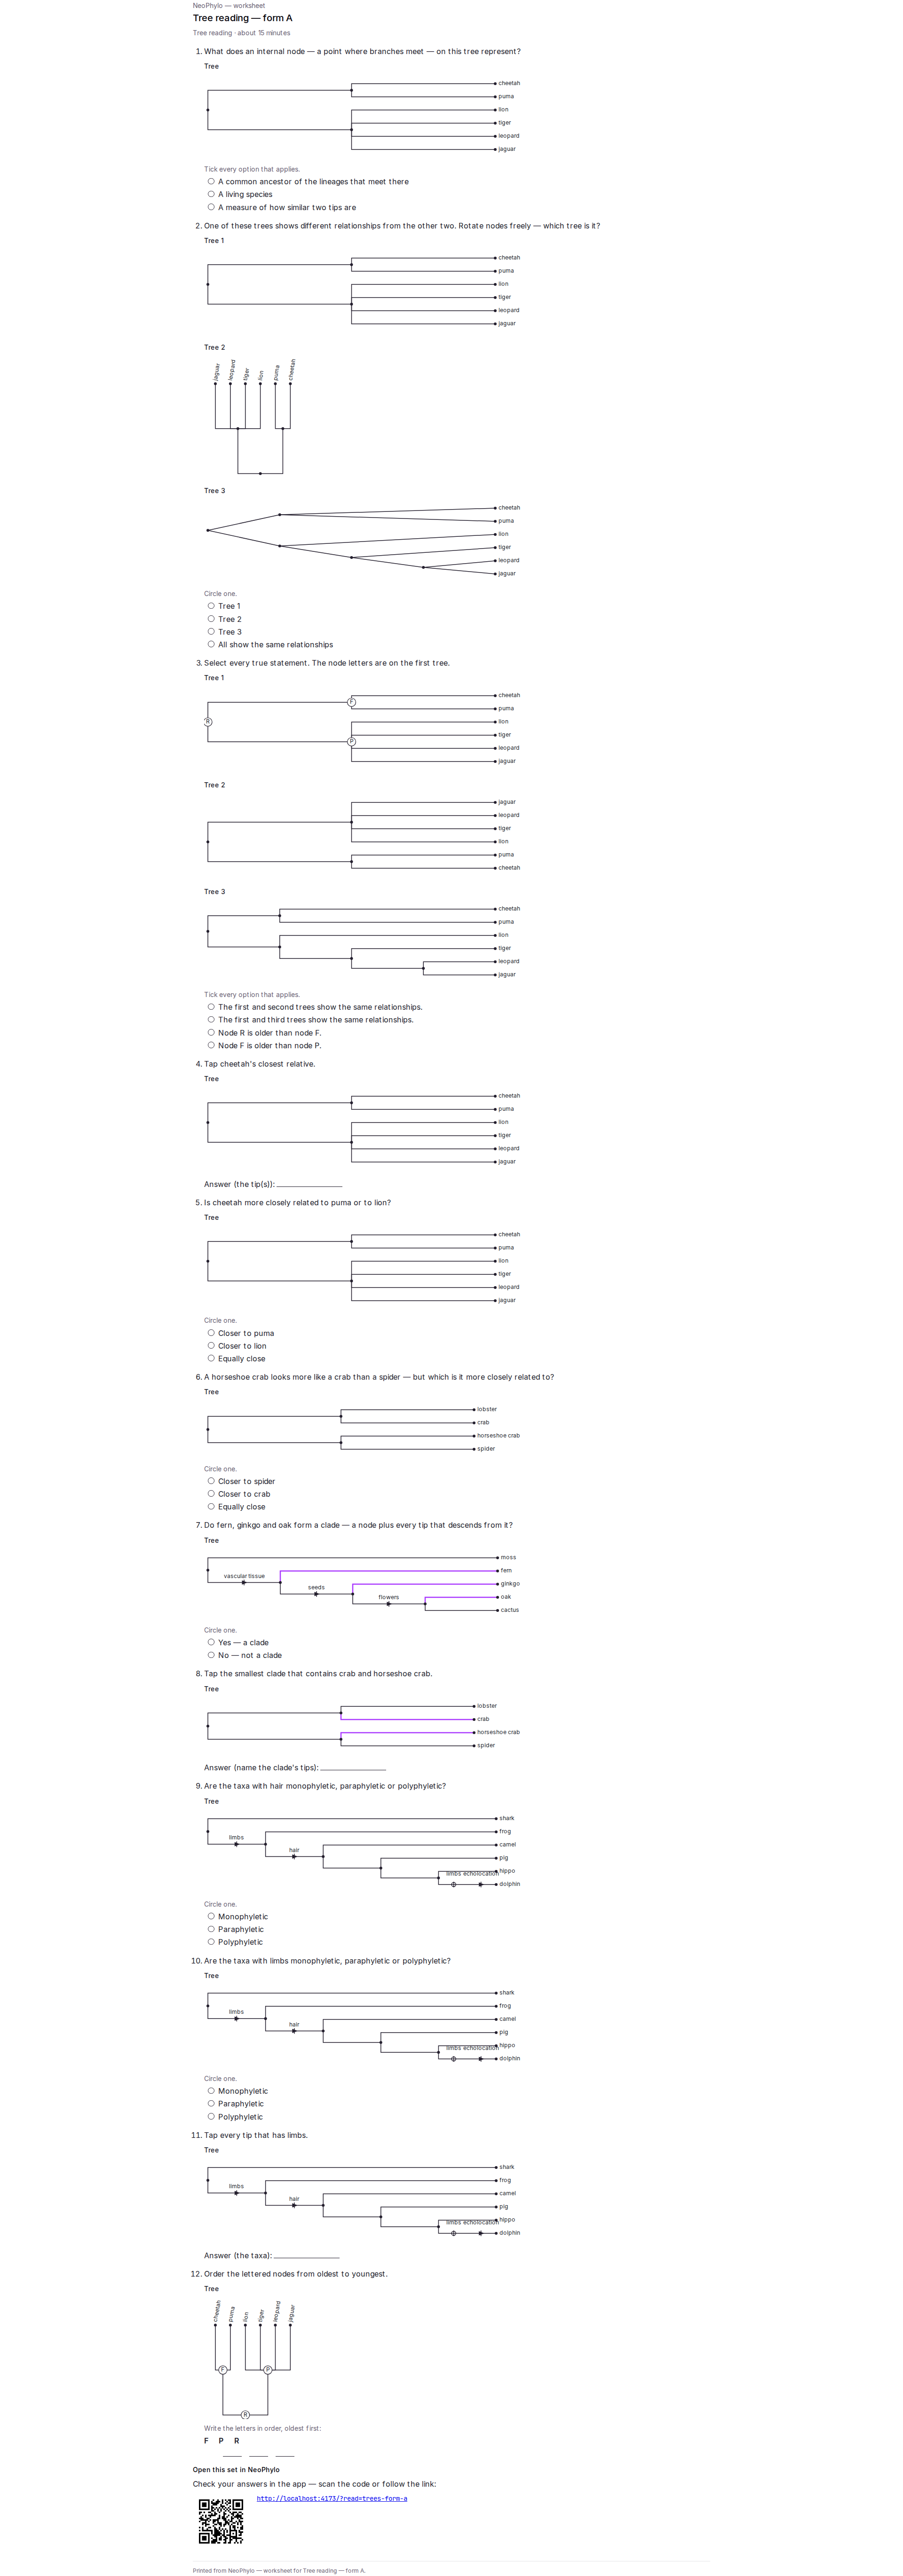 NeoPhylo — worksheet
Tree reading — form A
Tree reading · about 15 minutes
1. What does an internal node — a point where branches meet — on this tree represent?
Tree
cheetah
puma
lion
tiger
leopard
jaguar
Tick every option that applies.
A common ancestor of the lineages that meet there
A living species
A measure of how similar two tips are
2. One of these trees shows different relationships from the other two. Rotate nodes freely — which tree is it?
Tree 1
cheetah
puma
lion
tiger
leopard
jaguar
Tree 2
jaguar leopard tiger lion puma cheetah
Tree 3
cheetah
puma
lion
tiger
leopard
jaguar
Circle one.
Tree 1
Tree 2
Tree 3
All show the same relationships
3. Select every true statement. The node letters are on the first tree.
Tree 1
cheetah
F
puma
R
lion
tiger
P
leopard
jaguar
Tree 2
jaguar
leopard
tiger
lion
puma
cheetah
Tree 3
cheetah
puma
lion
tiger
leopard
jaguar
Tick every option that applies.
The first and second trees show the same relationships.
The first and third trees show the same relationships.
Node R is older than node F.
Node F is older than node P.
4. Tap cheetah's closest relative.
Tree
cheetah
puma
lion
tiger
leopard
jaguar
Answer (the tip(s)):
5. Is cheetah more closely related to puma or to lion?
Tree
cheetah
puma
lion
tiger
leopard
jaguar
Circle one.
Closer to puma
Closer to lion
Equally close
6. A horseshoe crab looks more like a crab than a spider — but which is it more closely related to?
Tree
lobster
crab
horseshoe crab
spider
Circle one.
Closer to spider
Closer to crab
Equally close
7. Do fern, ginkgo and oak form a clade — a node plus every tip that descends from it?
Tree
moss
fern
vascular tissue
ginkgo
seeds
oak
flowers
cactus
Circle one.
Yes — a clade
No — not a clade
8. Tap the smallest clade that contains crab and horseshoe crab.
Tree
lobster
crab
horseshoe crab
spider
Answer (name the clade's tips):
9. Are the taxa with hair monophyletic, paraphyletic or polyphyletic?
Tree
shark
frog
limbs
camel
hair
pig
hippo
limbs echolocation
dolphin
Circle one.
Monophyletic
Paraphyletic
Polyphyletic
10. Are the taxa with limbs monophyletic, paraphyletic or polyphyletic?
Tree
shark
frog
limbs
camel
hair
pig
hippo
limbs echolocation
dolphin
Circle one.
Monophyletic
Paraphyletic
Polyphyletic
11. Tap every tip that has limbs.
Tree
shark
frog
limbs
camel
hair
pig
hippo
limbs echolocation
dolphin
Answer (the taxa):
12. Order the lettered nodes from oldest to youngest.
Tree
cheetah puma lion tiger leopard jaguar
F P
R
Write the letters in order, oldest first:
F P R
Open this set in NeoPhylo
Check your answers in the app — scan the code or follow the link:
http://localhost:4173/?read=trees-form-a
Printed from NeoPhylo — worksheet for Tree reading — form A.